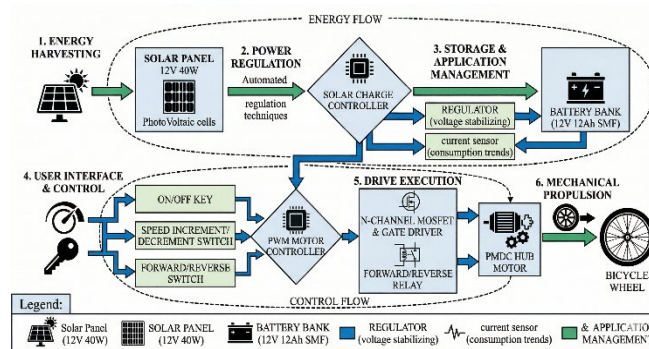 ENERGY FLOW
1. ENERGY
HARVESTING
SOLAR PANEL
12V 40W
PhotoVoltaic cells
2. POWER
REGULATION
Automated
regulation
techniques
SOLAR CHARGE
CONTROLLER
3. STORAGE &
APPLICATION
MANAGEMENT
REGULATOR
(voltage stabilizing)
current sensor
(consumption trends)
BATTERY BANK
(12V 12Ah SMF)
4. USER INTERFACE
& CONTROL
ON/OFF KEY
SPEED INCREMENT/
DECREMENT SWITCH
FORWARD/REVERSE
SWITCH
PWM MOTOR
CONTROLLER
5. DRIVE EXECUTION
N-CHANNEL MOSFET
& GATE DRIVER
FORWARD/REVERSE
RELAY
PMDC HUB
MOTOR
6. MECHANICAL
PROPULSION
BICYCLE
WHEEL
CONTROL FLOW
Legend:
Solar Panel
(12V 40W)
SOLAR PANEL
(12V 40W)
BATTERY BANK
(12V 12Ah SMF)
REGULATOR
(voltage stabilizing)
current sensor
(consumption trends)
& APPLICATION
MANAGEMENT